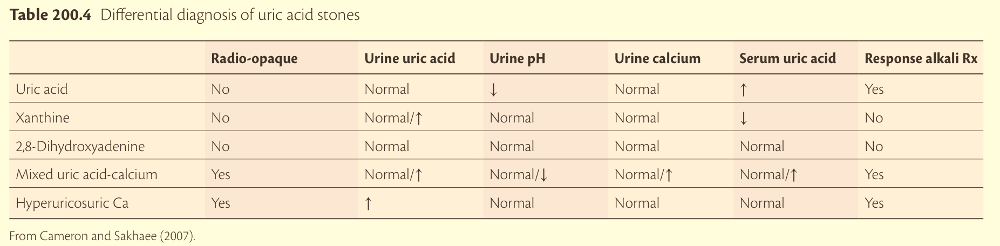 Table 200.4 Differential diagnosis of uric acid stones
Radio-opaque Urine uric acid Urine pH Urine calcium Serum uric acid Response alkali Rx
Uric acid No Normal ↓ Normal ↑ Yes
Xanthine No Normal/↑ Normal Normal ↓ No
2,8-Dihydroxyadenine No Normal Normal Normal Normal No
Mixed uric acid-calcium Yes Normal/↑ Normal/↓ Normal/↑ Normal/↑ Yes
Hyperuricosuric Ca Yes ↑ Normal Normal Normal Yes
From Cameron and Sakhaee (2007).